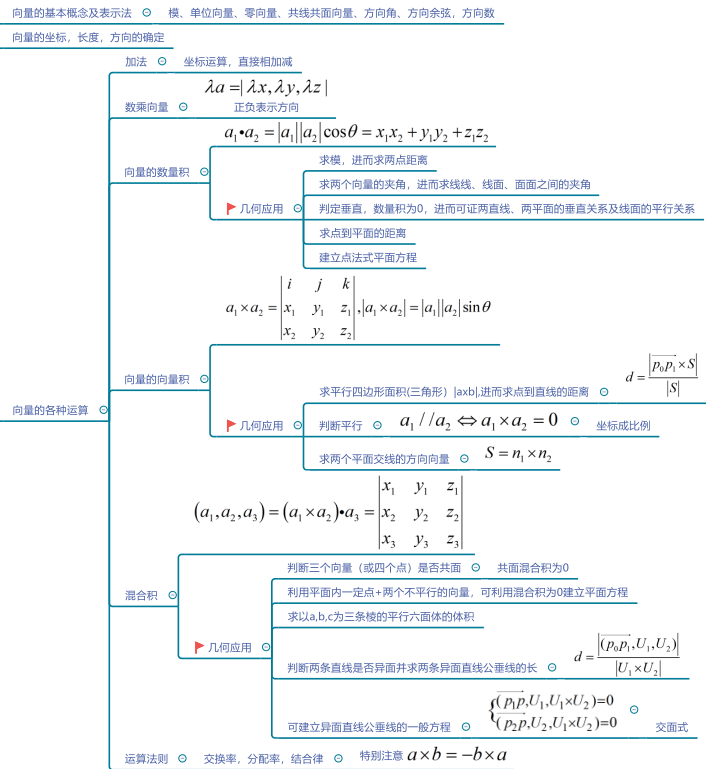 向量的基本概念及表示法 模、单位向量、零向量、共线共面向量、方向角、方向余弦，方向数
向量的坐标，长度，方向的确定
向量的各种运算
加法 坐标运算，直接相加减
数乘向量 λa=|λx,λy,λz|
正负表示方向
向量的数量积
a₁•a₂=|a₁||a₂|cosθ=x₁x₂+y₁y₂+z₁z₂
几何应用
求模，进而求两点距离
求两个向量的夹角，进而求线线、线面、面面之间的夹角
判定垂直，数量积为0，进而可证两直线、两平面的垂直关系及线面的平行关系
求点到平面的距离
建立点法式平面方程
向量的向量积
a₁×a₂=|i j k
x₁ y₁ z₁
x₂ y₂ z₂|,|a₁×a₂|=|a₁||a₂|sinθ
几何应用
求平行四边形面积(三角形）|axb|,进而求点到直线的距离 d=|p₀p₁×S|/|S|
判断平行 a₁//a₂⇔a₁×a₂=0 坐标成比例
求两个平面交线的方向向量 S=n₁×n₂
混合积
(a₁,a₂,a₃)=(a₁×a₂)•a₃=|x₁ y₁ z₁
x₂ y₂ z₂
x₃ y₃ z₃|
几何应用
判断三个向量（或四个点）是否共面 共面混合积为0
利用平面内一定点+两个不平行的向量，可利用混合积为0建立平面方程
求以a,b,c为三条棱的平行六面体的体积
判断两条直线是否异面并求两条异面直线公垂线的长 d=|(p₀p₁,U₁,U₂)|/|U₁×U₂|
可建立异面直线公垂线的一般方程 {(p₁p,U₁,U₁×U₂)=0
(p₂p,U₂,U₁×U₂)=0 交面式
运算法则 交换率，分配率，结合律 特别注意 a×b=−b×a